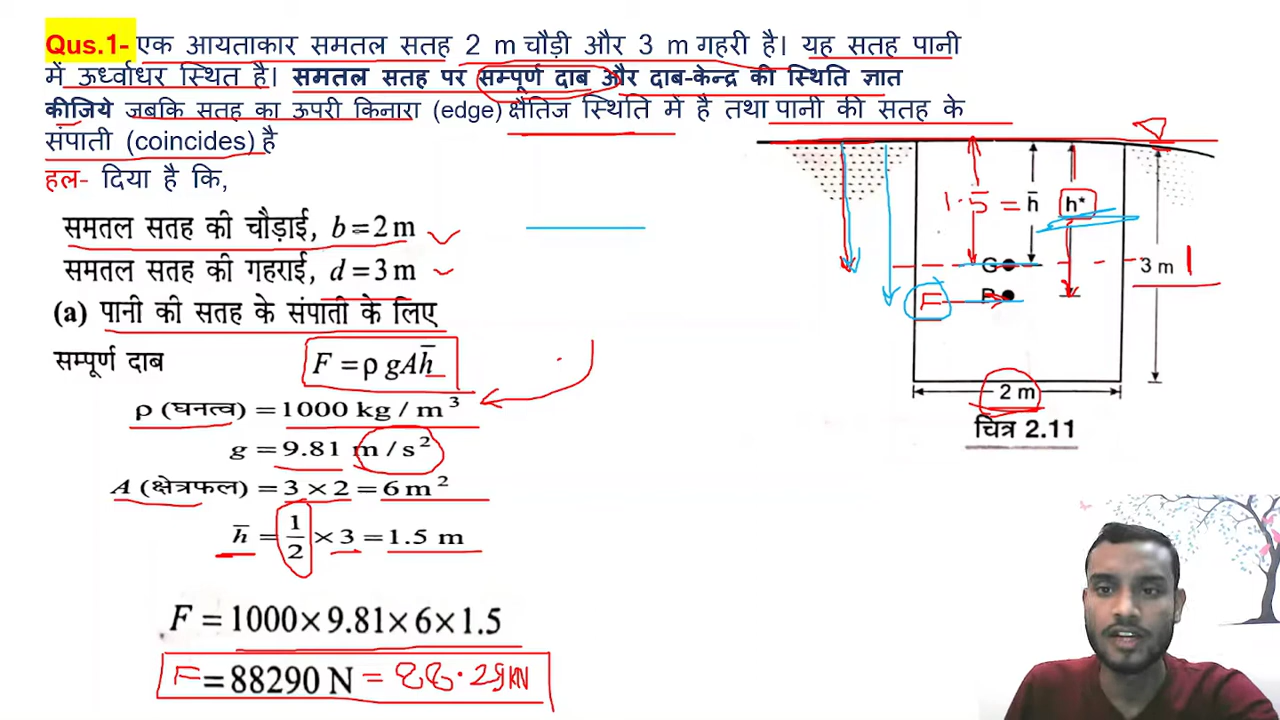 Qus.1- एक आयताकार समतल सतह 2 m चौड़ी और 3 m गहरी है। यह सतह पानी
में ऊर्ध्वाधर स्थित है। समतल सतह पर सम्पूर्ण दाब और दाब-केन्द्र की स्थिति ज्ञात
कीजिये जबकि सतह का ऊपरी किनारा (edge) क्षैतिज स्थिति में है तथा पानी की सतह के
संपाती (coincides) है
हल- दिया है कि,
समतल सतह की चौड़ाई, b = 2 m
समतल सतह की गहराई, d = 3 m
(a) पानी की सतह के संपाती के लिए
सम्पूर्ण दाब F = ρ gAh̅
ρ (घनत्व) = 1000 kg / m³
g = 9.81 m / s²
A (क्षेत्रफल) = 3 × 2 = 6 m²
h̅ = 1/2 × 3 = 1.5 m
F = 1000×9.81×6×1.5
F = 88290 N = 88.29 KN
1.5 = h̅ h*
G
3 m
F P
2 m
चित्र 2.11